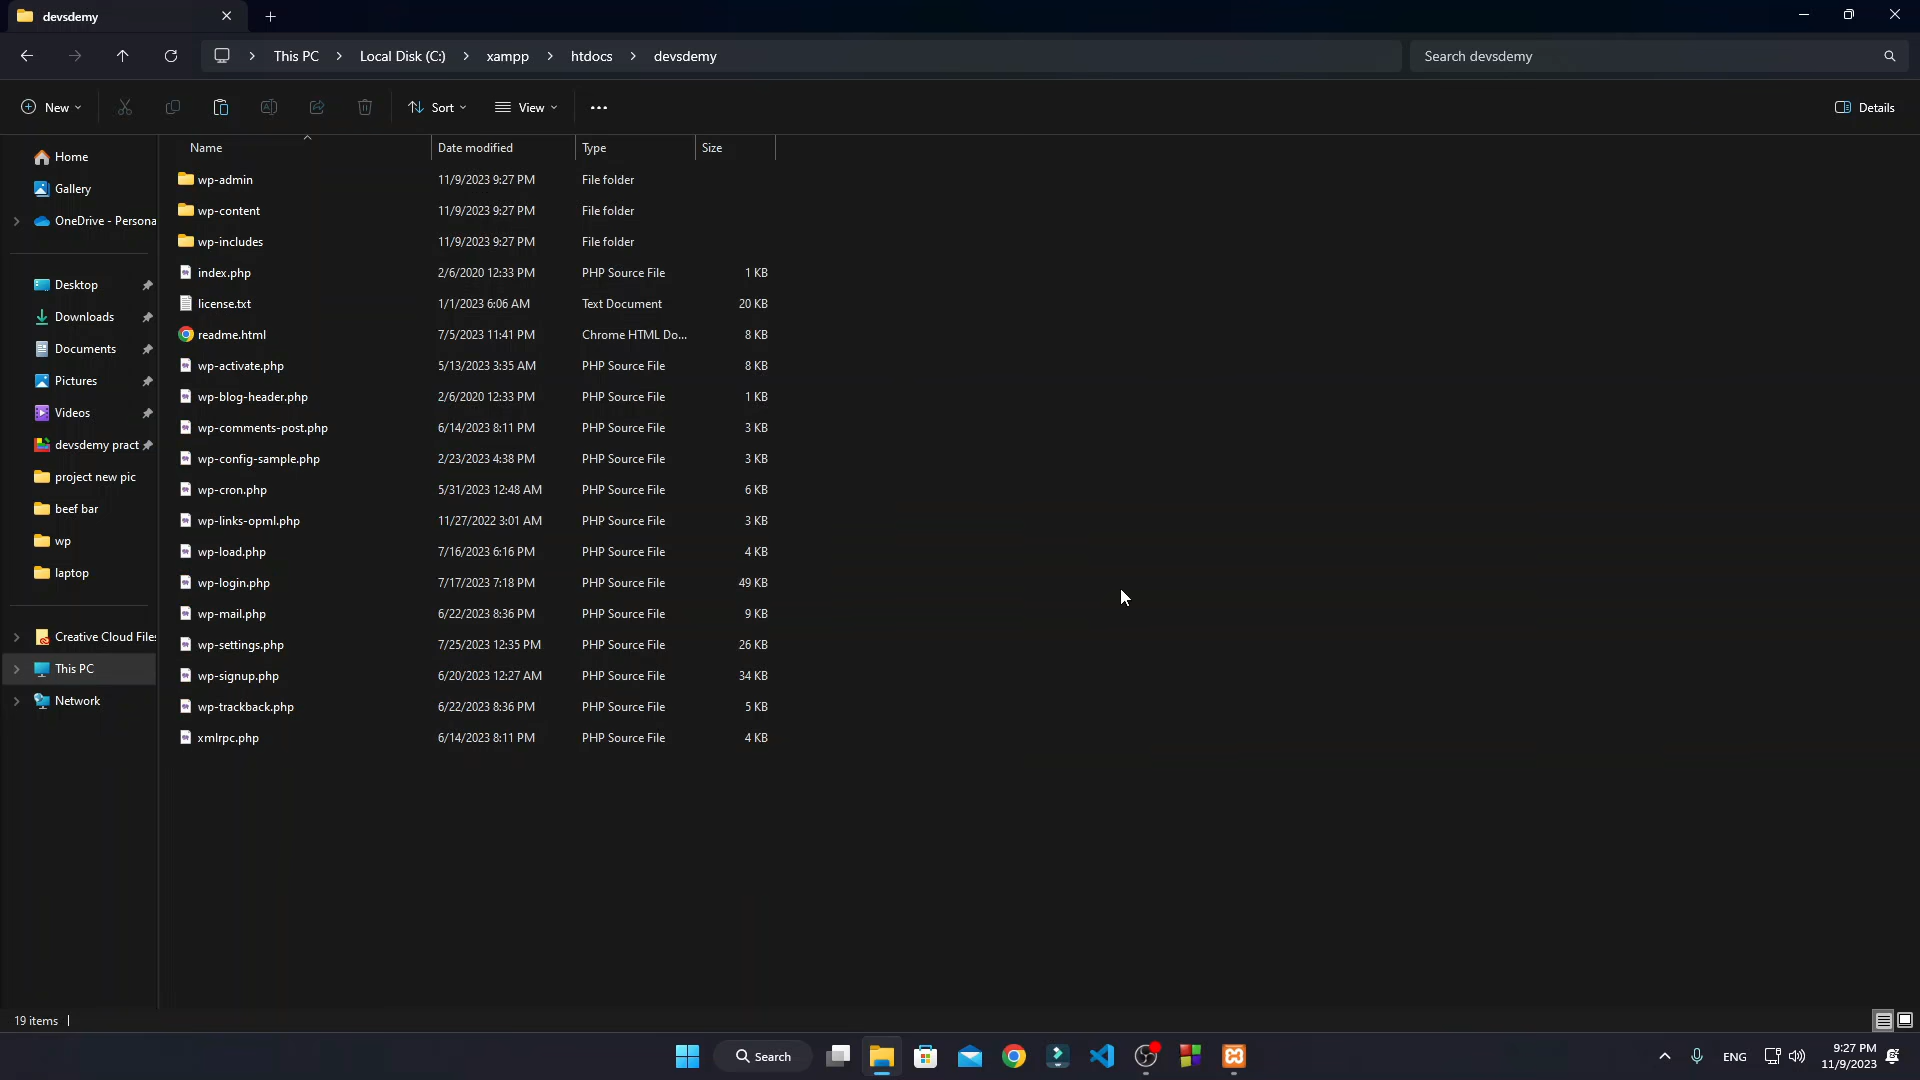 devsdemy
This PC > Local Disk (C:) > xampp > htdocs > devsdemy
Search devsdemy
New
Sort
View
Details
Name Date modified Type Size
Home
Gallery
OneDrive - Persona
Desktop
Downloads
Documents
Pictures
Videos
devsdemy pract
project new pic
beef bar
wp
laptop
Creative Cloud Files
This PC
Network
wp-admin 11/9/2023 9:27 PM File folder
wp-content 11/9/2023 9:27 PM File folder
wp-includes 11/9/2023 9:27 PM File folder
index.php 2/6/2020 12:33 PM PHP Source File 1 KB
license.txt 1/1/2023 6:06 AM Text Document 20 KB
readme.html 7/5/2023 11:41 PM Chrome HTML Do... 8 KB
wp-activate.php 5/13/2023 3:35 AM PHP Source File 8 KB
wp-blog-header.php 2/6/2020 12:33 PM PHP Source File 1 KB
wp-comments-post.php 6/14/2023 8:11 PM PHP Source File 3 KB
wp-config-sample.php 2/23/2023 4:38 PM PHP Source File 3 KB
wp-cron.php 5/31/2023 12:48 AM PHP Source File 6 KB
wp-links-opml.php 11/27/2022 3:01 AM PHP Source File 3 KB
wp-load.php 7/16/2023 6:16 PM PHP Source File 4 KB
wp-login.php 7/17/2023 7:18 PM PHP Source File 49 KB
wp-mail.php 6/22/2023 8:36 PM PHP Source File 9 KB
wp-settings.php 7/25/2023 12:35 PM PHP Source File 26 KB
wp-signup.php 6/20/2023 12:27 AM PHP Source File 34 KB
wp-trackback.php 6/22/2023 8:36 PM PHP Source File 5 KB
xmlrpc.php 6/14/2023 8:11 PM PHP Source File 4 KB
19 items
Search
ENG
9:27 PM
11/9/2023